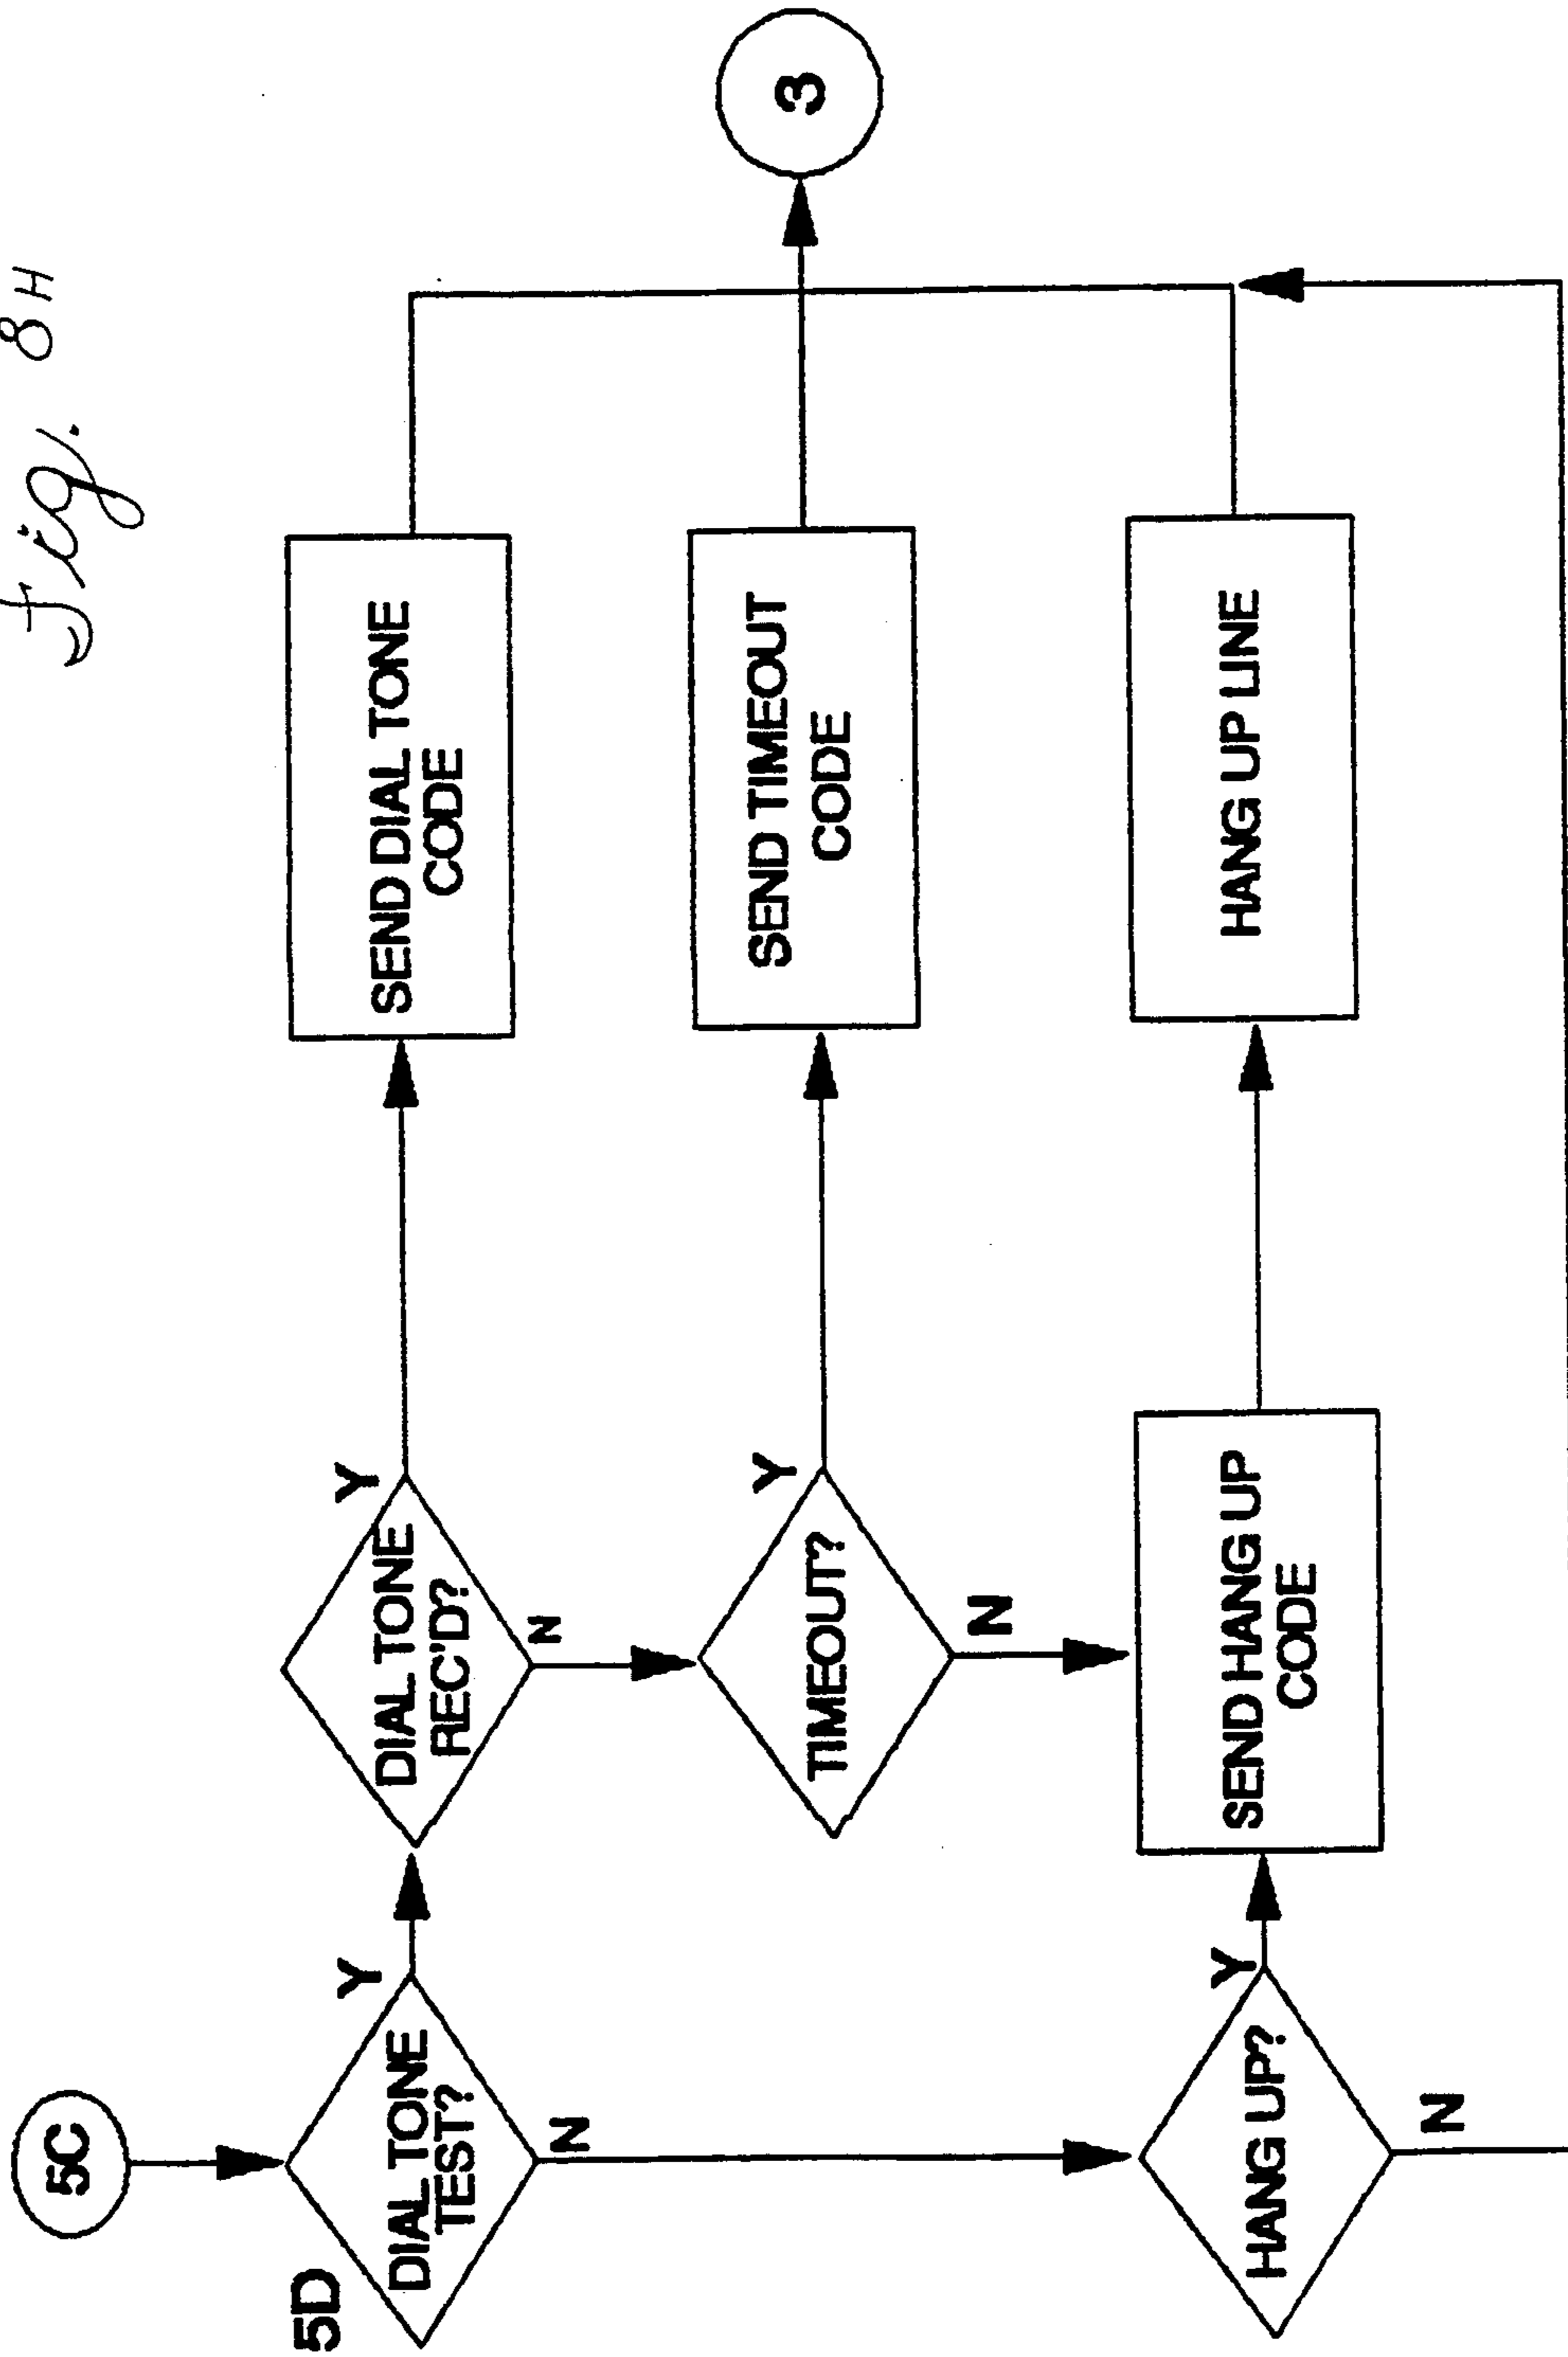 Fig. 8H
5C
5D
DIAL TONE
TEST?
Y
N
DIAL TONE
REC'D?
Y
N
SEND DIAL TONE
CODE
TIMEOUT?
Y
N
SEND TIMEOUT
CODE
3
HANG UP?
Y
N
SEND HANG UP
CODE
HANG UP LINE